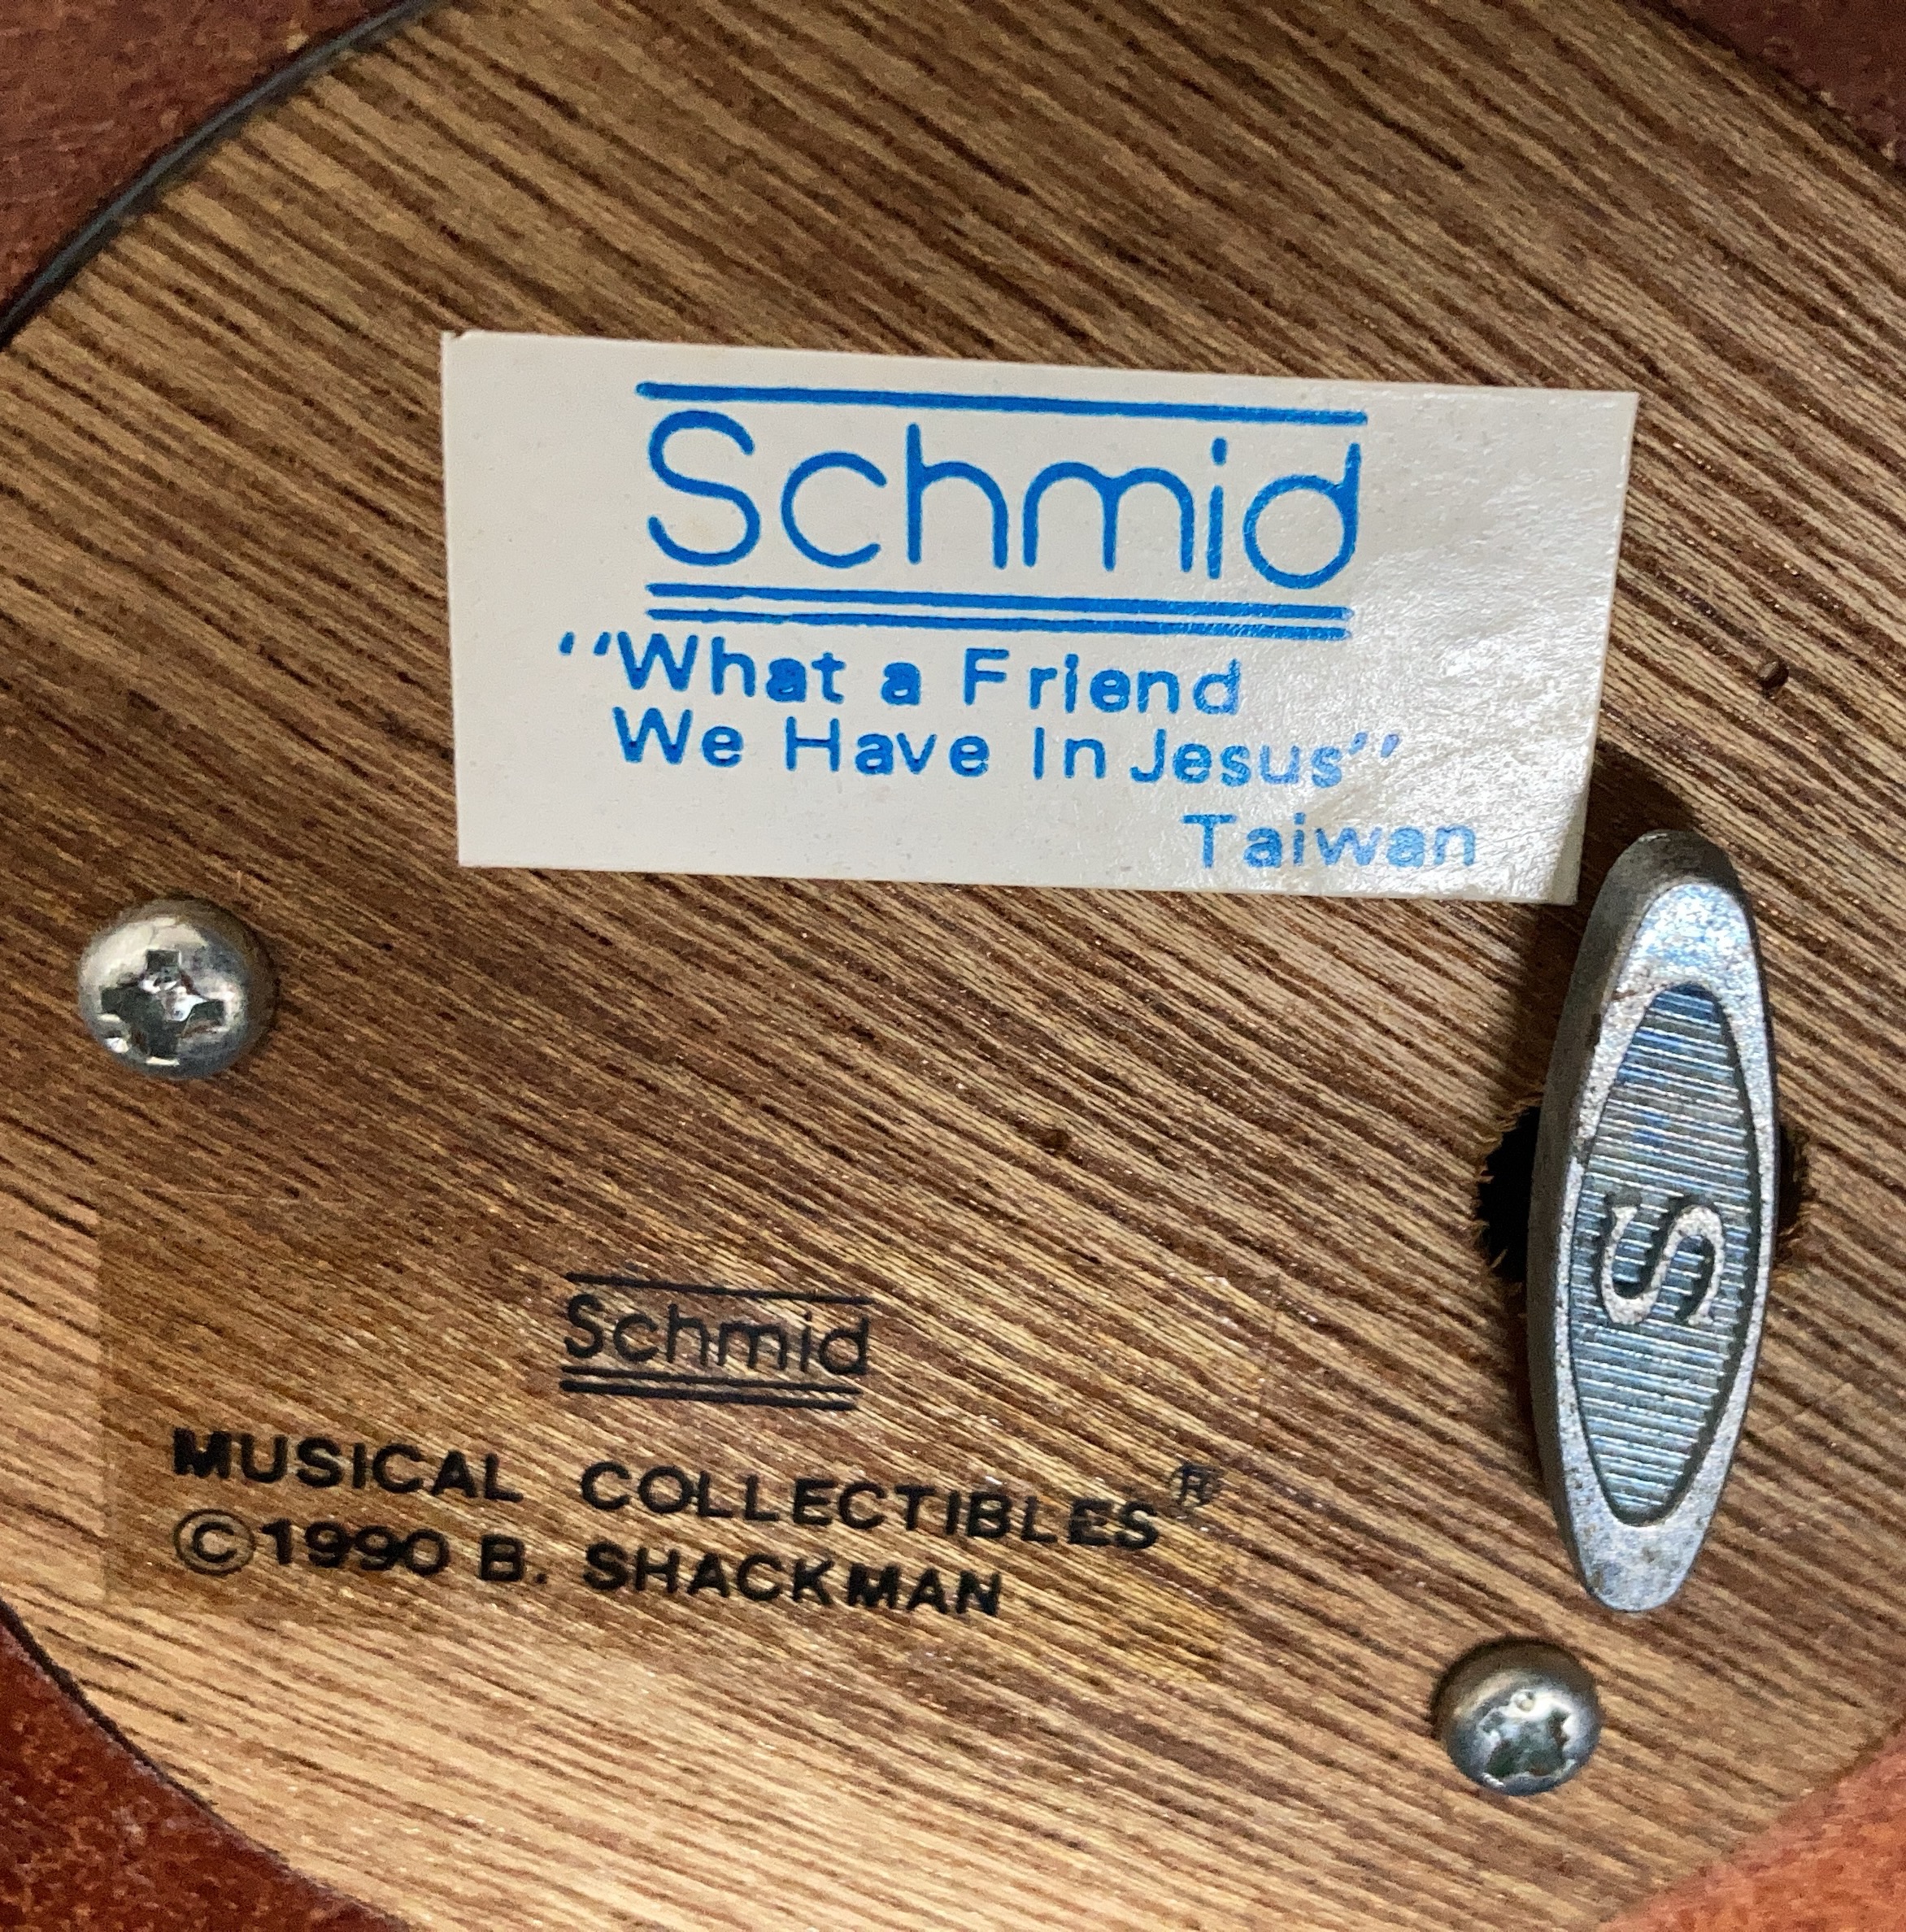 Schmid
“What a Friend
We Have In Jesus”
Taiwan
S
Schmid
MUSICAL COLLECTIBLES®
©1990 B. SHACKMAN